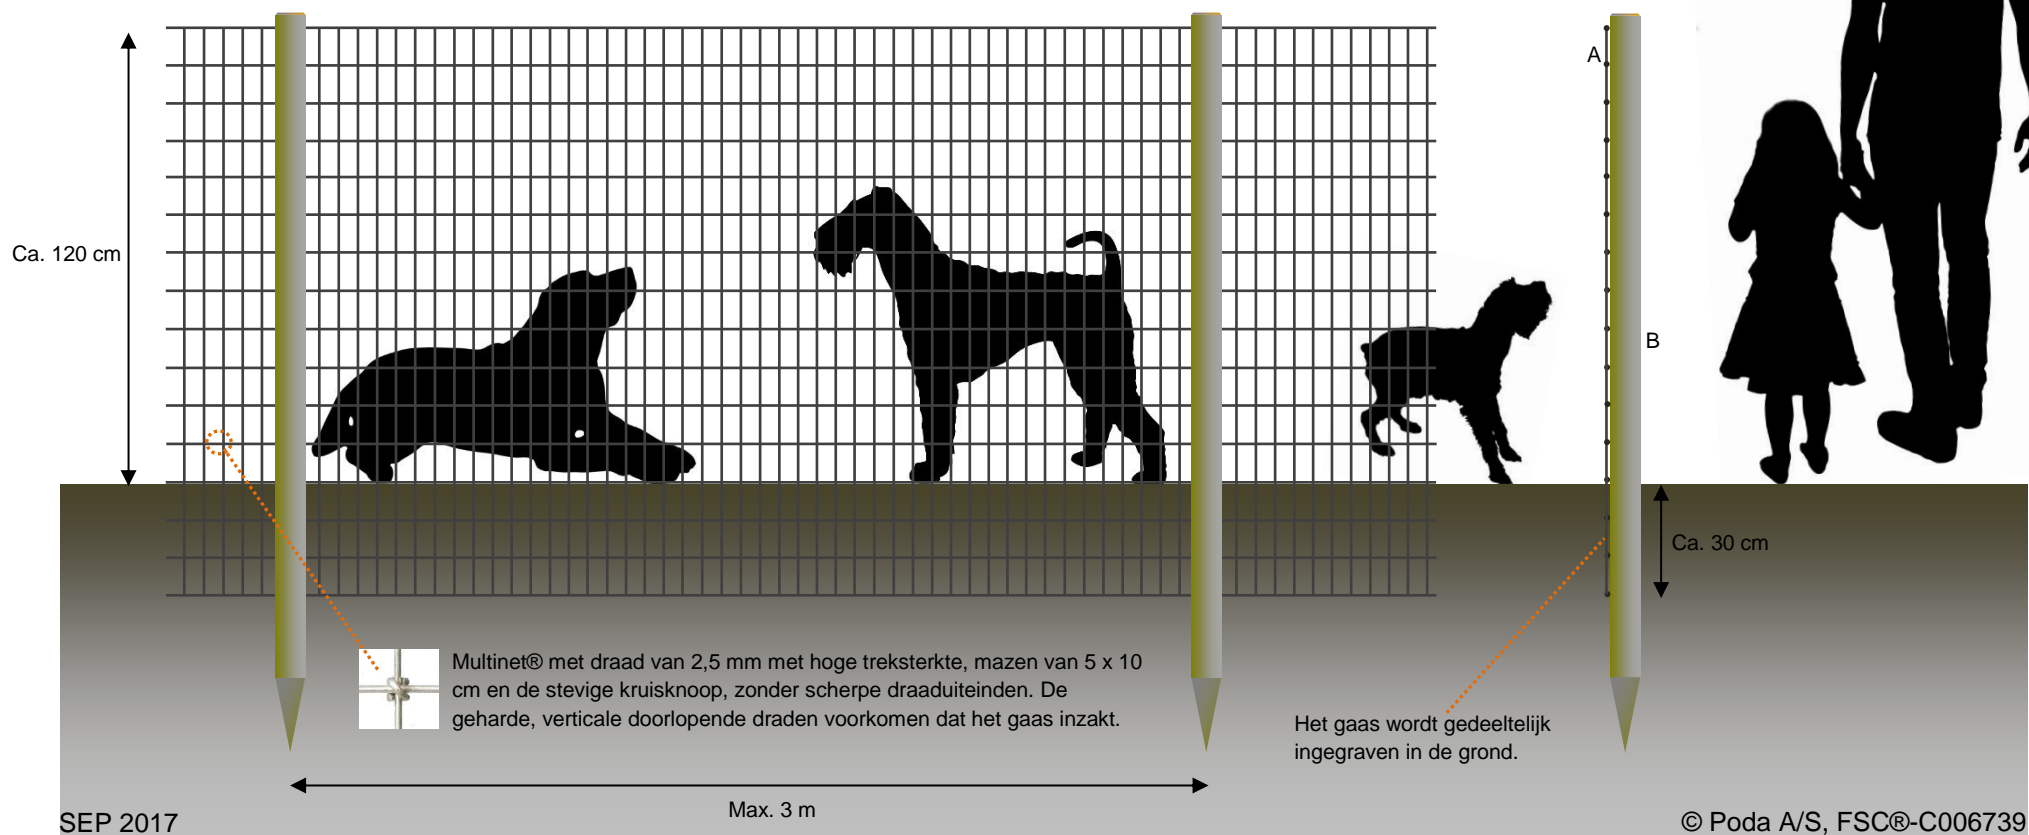 A
Ca. 120 cm
B
Ca. 30 cm
Multinet® met draad van 2,5 mm met hoge treksterkte, mazen van 5 x 10
cm en de stevige kruisknoop, zonder scherpe draaduiteinden. De
geharde, verticale doorlopende draden voorkomen dat het gaas inzakt.
Het gaas wordt gedeeltelijk
ingegraven in de grond.
Max. 3 m
SEP 2017
© Poda A/S, FSC®-C006739